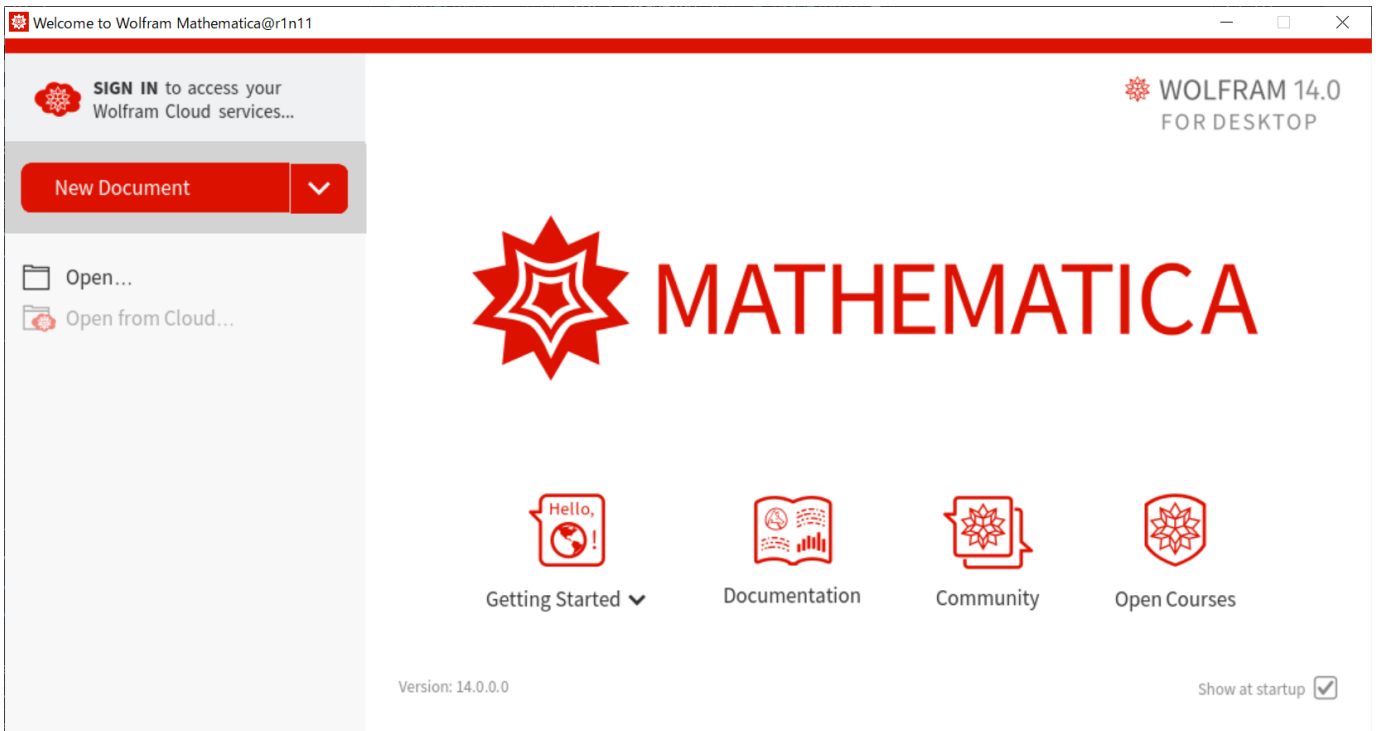 Welcome to Wolfram Mathematica@r1n11
SIGN IN to access your
Wolfram Cloud services...
New Document
Open...
Open from Cloud...
WOLFRAM 14.0
FOR DESKTOP
MATHEMATICA
Hello,
!
Getting Started
Documentation
Community
Open Courses
Version: 14.0.0.0
Show at startup